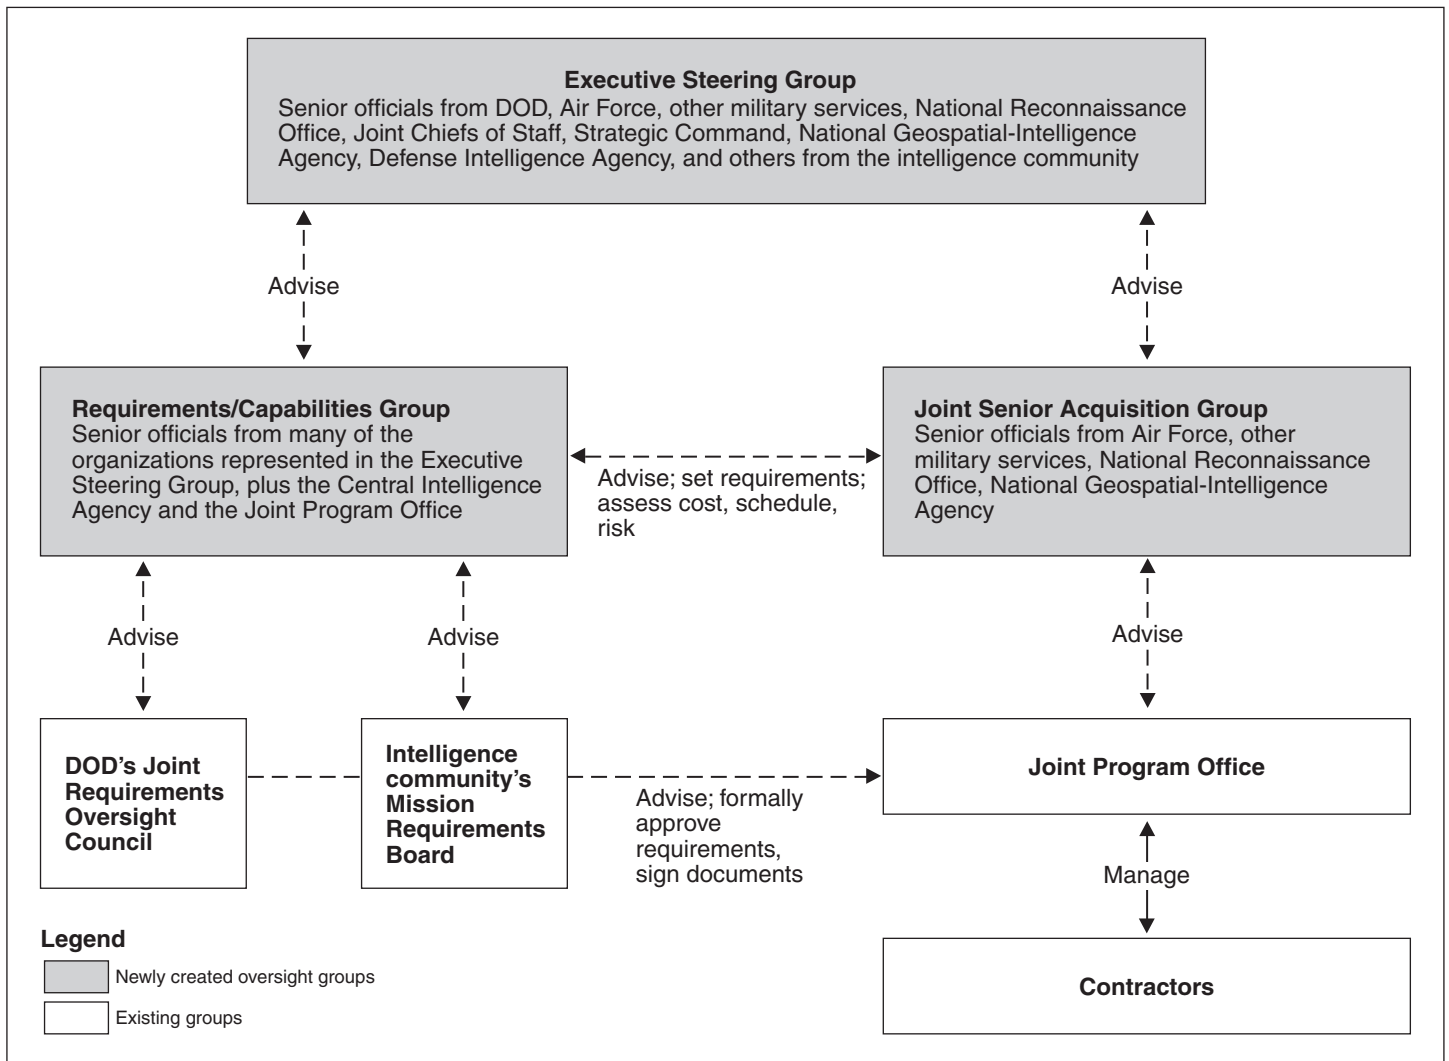 Executive Steering Group
Senior officials from DOD, Air Force, other military services, National Reconnaissance
Office, Joint Chiefs of Staff, Strategic Command, National Geospatial-Intelligence
Agency, Defense Intelligence Agency, and others from the intelligence community
Advise
Advise
Requirements/Capabilities Group
Senior officials from many of the
organizations represented in the Executive
Steering Group, plus the Central Intelligence
Agency and the Joint Program Office
Advise; set requirements;
assess cost, schedule,
risk
Joint Senior Acquisition Group
Senior officials from Air Force, other
military services, National Reconnaissance
Office, National Geospatial-Intelligence
Agency
Advise
Advise
Advise
DOD's Joint
Requirements
Oversight
Council
Intelligence
community's
Mission
Requirements
Board
Advise; formally
approve
requirements,
sign documents
Joint Program Office
Manage
Contractors
Legend
Newly created oversight groups
Existing groups